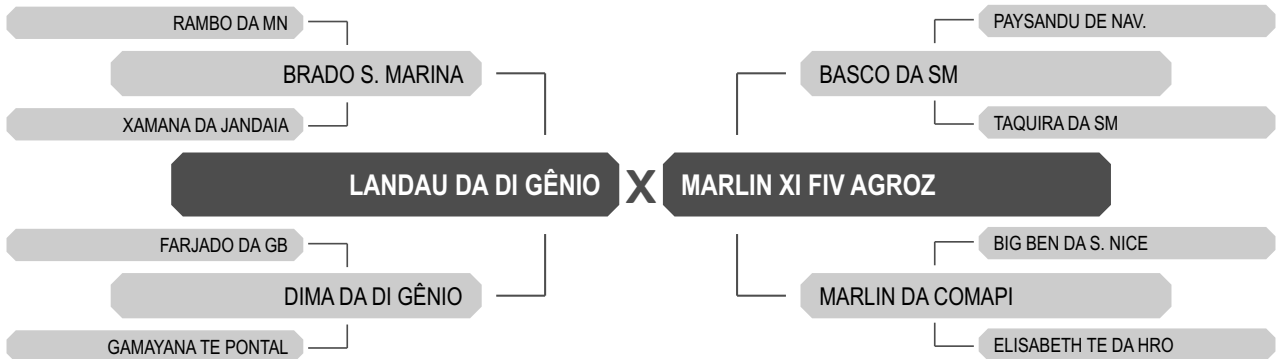 RAMBO DA MN
BRADO S. MARINA
XAMANA DA JANDAIA
LANDAU DA DI GÊNIO
FARJADO DA GB
DIMA DA DI GÊNIO
GAMAYANA TE PONTAL
X
PAYSANDU DE NAV.
BASCO DA SM
TAQUIRA DA SM
MARLIN XI FIV AGROZ
BIG BEN DA S. NICE
MARLIN DA COMAPI
ELISABETH TE DA HRO